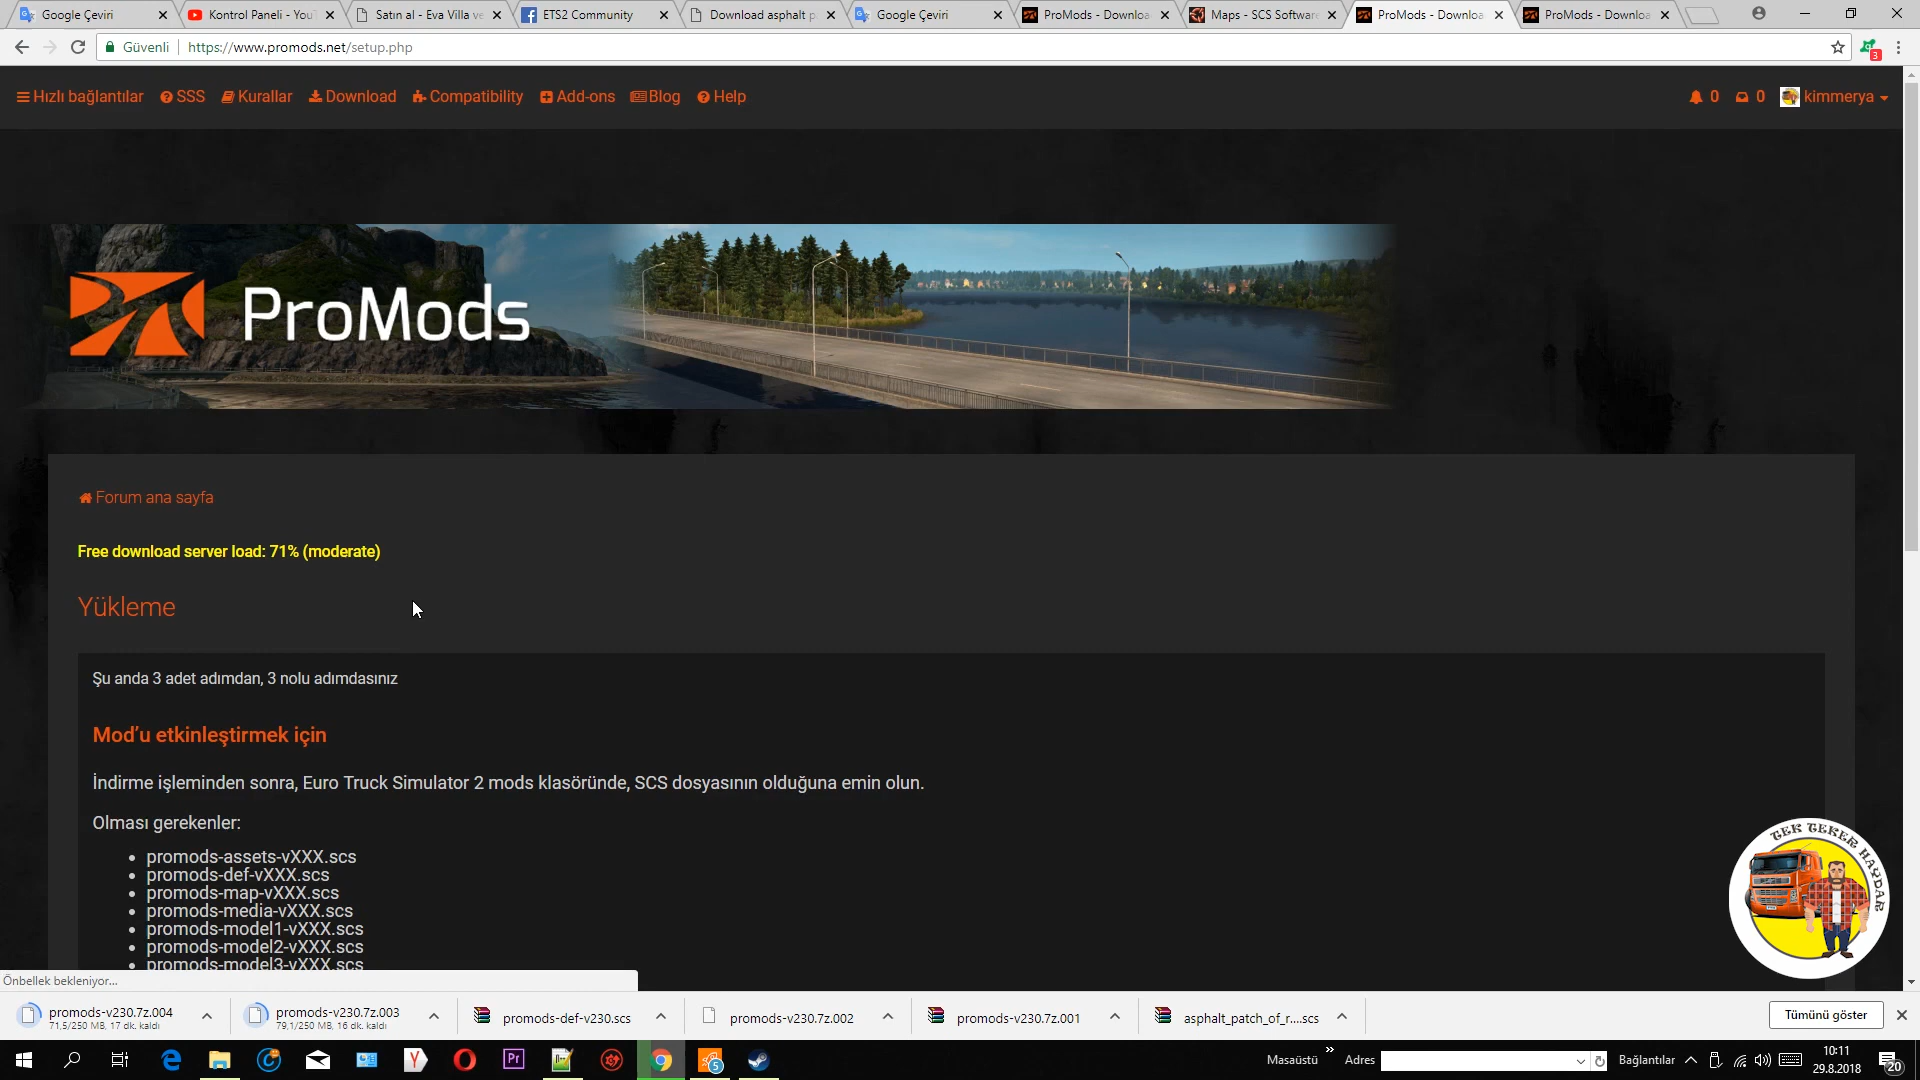 Google Çeviri
Kontrol Paneli - You
Satın al - Eva Villa ve
ETS2 Community
Download asphalt p
Google Çeviri
ProMods - Downloa
Maps - SCS Software
ProMods - Downloa
ProMods - Downloa
Güvenli
https://www.promods.net/setup.php
3
Hızlı bağlantılar
SSS
Kurallar
Download
Compatibility
Add-ons
Blog
Help
0
0
kimmerya
ProMods
Forum ana sayfa
Free download server load: 71% (moderate)
Yükleme
Şu anda 3 adet adımdan, 3 nolu adımdasınız
Mod’u etkinleştirmek için
İndirme işleminden sonra, Euro Truck Simulator 2 mods klasöründe, SCS dosyasının olduğuna emin olun.
Olması gerekenler:
promods-assets-vXXX.scs
promods-def-vXXX.scs
promods-map-vXXX.scs
promods-media-vXXX.scs
promods-model1-vXXX.scs
promods-model2-vXXX.scs
promods-model3-vXXX.scs
TEK TEKER HAYDAR
Önbellek bekleniyor...
promods-v230.7z.004
71,5/250 MB, 17 dk. kaldı
promods-v230.7z.003
79,1/250 MB, 16 dk. kaldı
promods-def-v230.scs
promods-v230.7z.002
promods-v230.7z.001
asphalt_patch_of_r....scs
Tümünü göster
Pr
5
Masaüstü
Adres
Bağlantılar
10:11
29.8.2018
20